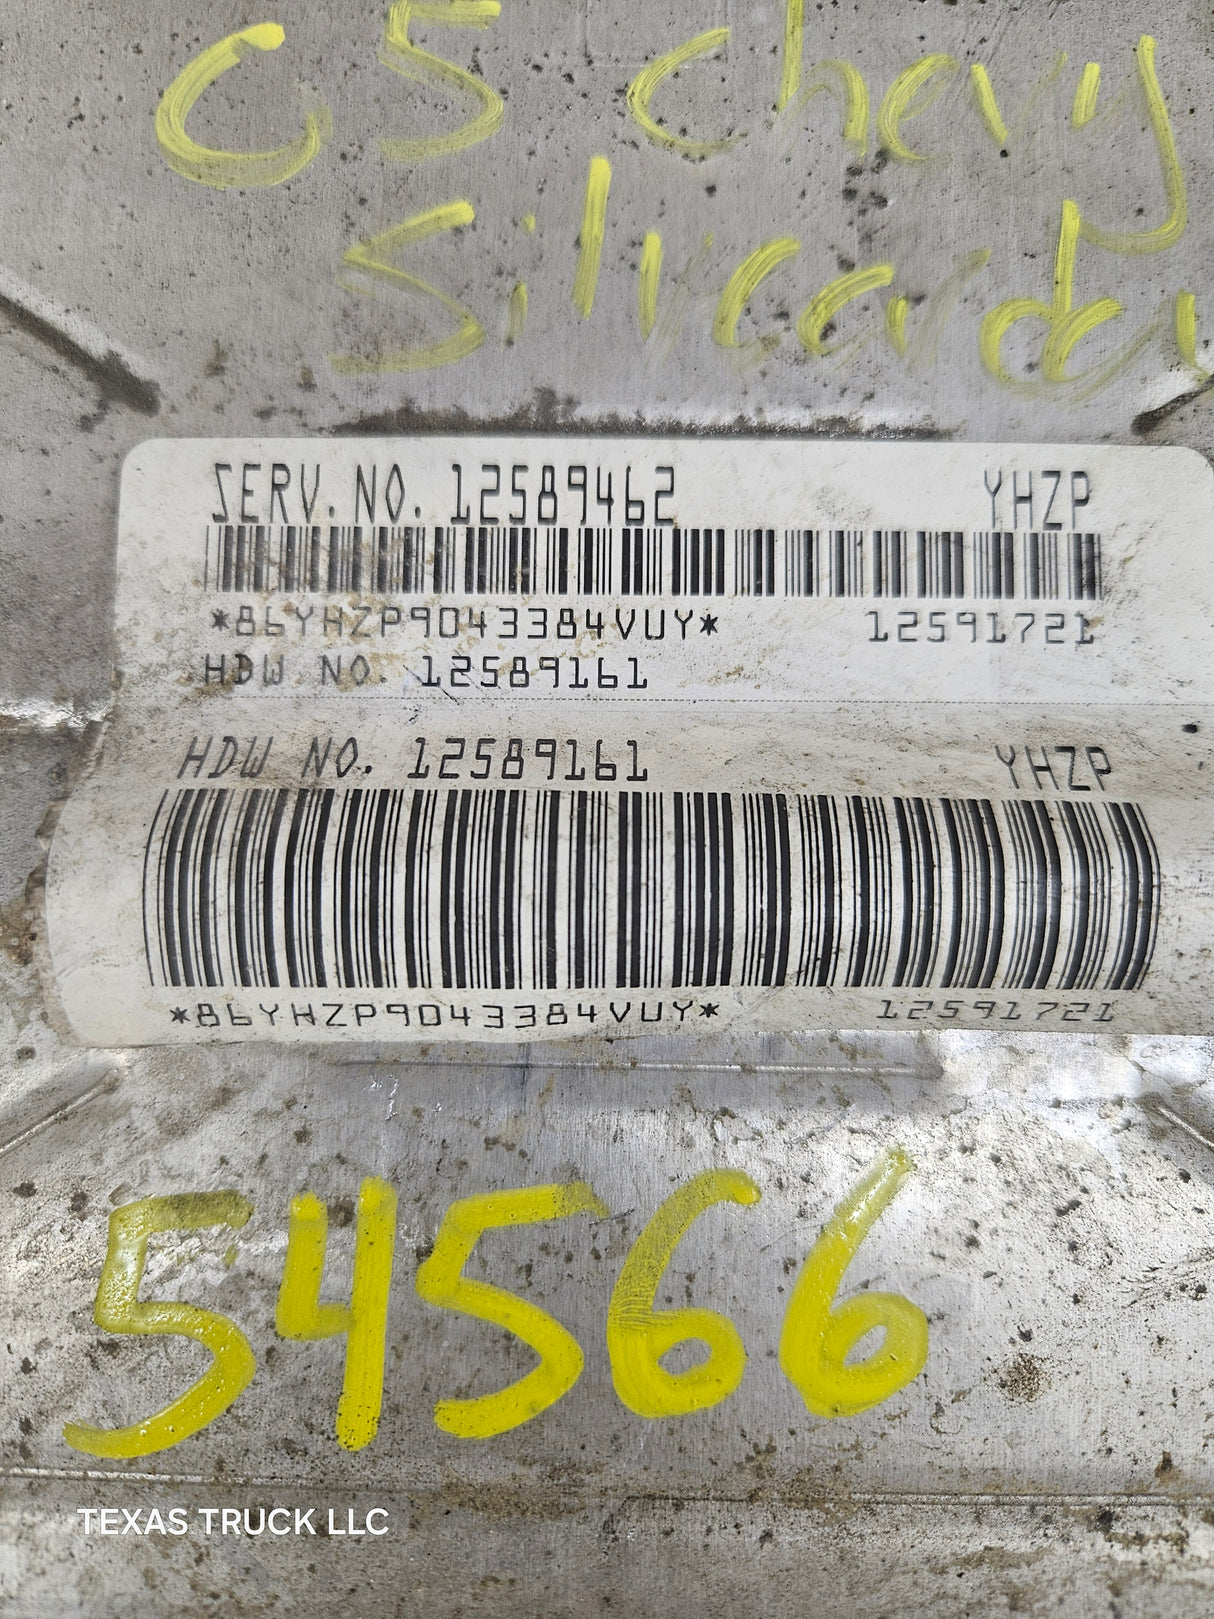 05 Chevy
Silverado
SERV. NO. 12589462 YHZP
*86YHZP9043384VUY* 12591721
HDW NO. 12589161
HDW NO. 12589161 YHZP
*86YHZP9043384VUY* 12591721
54566
TEXAS TRUCK LLC